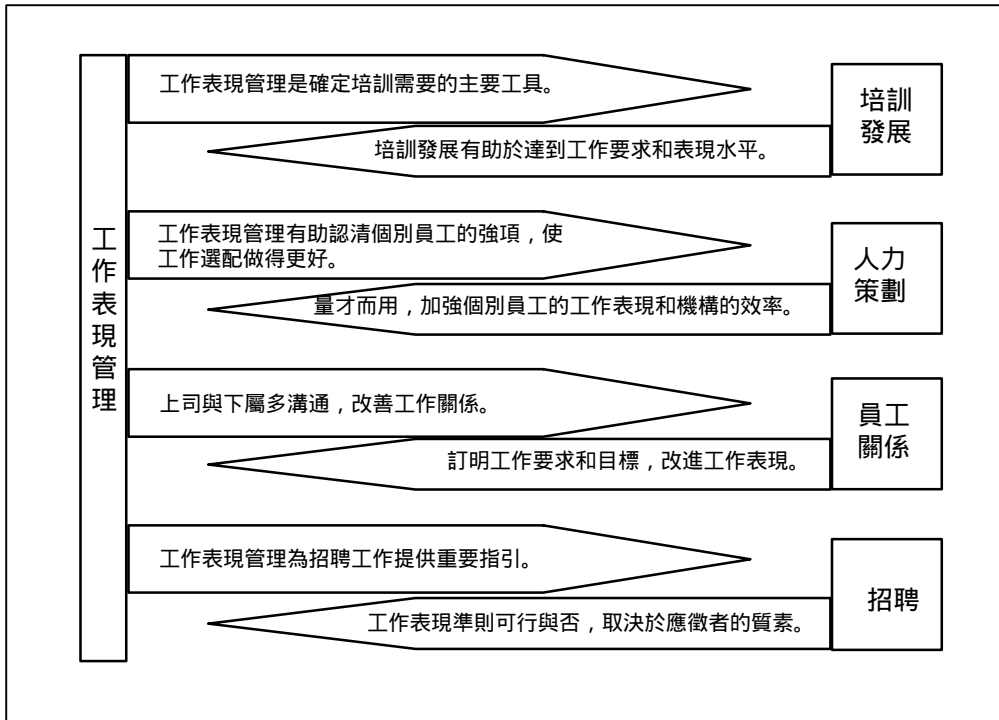 工作表現管理
工作表現管理是確定培訓需要的主要工具。
培訓
發展
培訓發展有助於達到工作要求和表現水平。
工作表現管理有助認清個別員工的強項，使
工作選配做得更好。
人力
策劃
量才而用，加強個別員工的工作表現和機構的效率。
上司與下屬多溝通，改善工作關係。
員工
關係
訂明工作要求和目標，改進工作表現。
工作表現管理為招聘工作提供重要指引。
招聘
工作表現準則可行與否，取決於應徵者的質素。